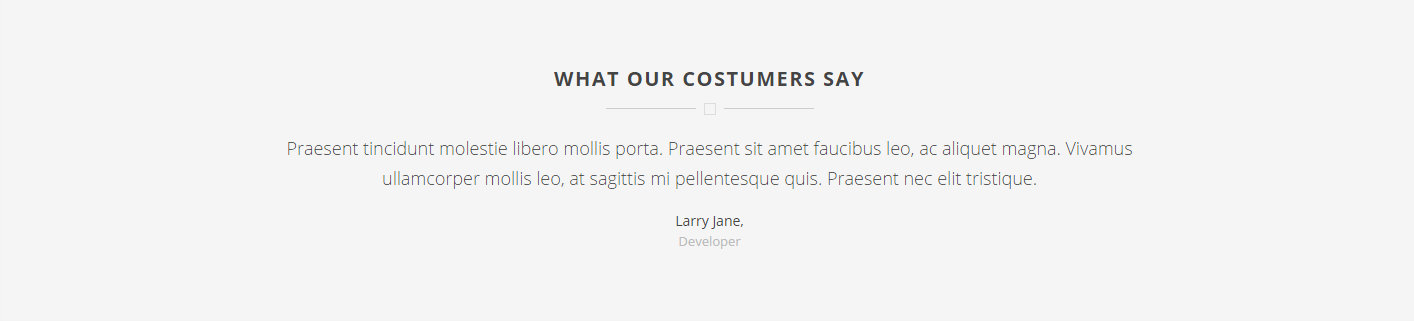 WHAT OUR COSTUMERS SAY
Praesent tincidunt molestie libero mollis porta. Praesent sit amet faucibus leo, ac aliquet magna. Vivamus
ullamcorper mollis leo, at sagittis mi pellentesque quis. Praesent nec elit tristique.
Larry Jane,
Developer